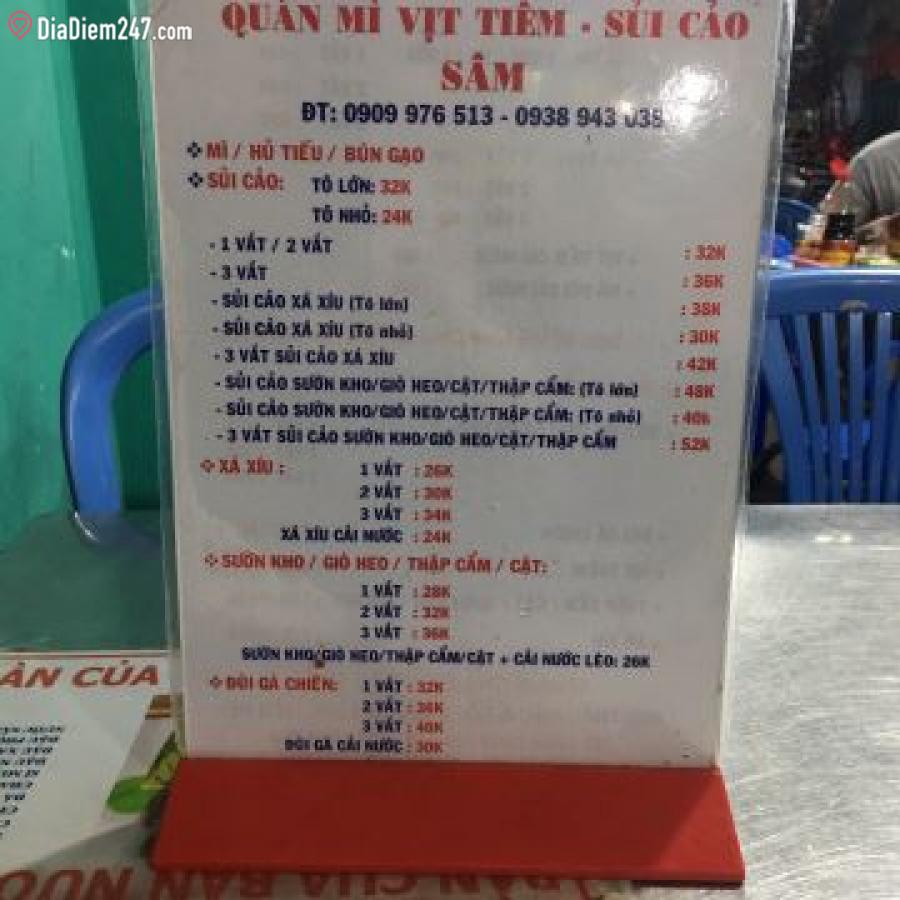 DiaDiem247.com
QUÁN MÌ VỊT TIỀM - SỦI CẢO
SÂM
ĐT: 0909 976 513 - 0938 943 038
❖ MÌ / HỦ TIẾU / BÚN GẠO
❖ SỦI CẢO: TÔ LỚN: 32K
TÔ NHỎ: 24K
- 1 VẮT / 2 VẮT : 32K
- 3 VẮT : 36K
- SỦI CẢO XÁ XÍU (Tô lớn) : 38K
- SỦI CẢO XÁ XÍU (Tô nhỏ) : 30K
- 3 VẮT SỦI CẢO XÁ XÍU : 42K
- SỦI CẢO SƯỜN KHO/GIÒ HEO/CẬT/THẬP CẨM: (Tô lớn) : 48K
- SỦI CẢO SƯỜN KHO/GIÒ HEO/CẬT/THẬP CẨM: (Tô nhỏ) : 40k
- 3 VẮT SỦI CẢO SƯỜN KHO/GIÒ HEO/CẬT/THẬP CẨM : 52K
❖ XÁ XÍU : 1 VẮT : 26K
2 VẮT : 30K
3 VẮT : 34K
XÁ XÍU CẢI NƯỚC : 24K
❖ SƯỜN KHO / GIÒ HEO / THẬP CẨM / CẬT:
1 VẮT : 28K
2 VẮT : 32K
3 VẮT : 36K
SƯỜN KHO/GIÒ HEO/THẬP CẨM/CẬT + CẢI NƯỚC LÈO: 26K
❖ ĐÙI GÀ CHIÊN: 1 VẮT : 32K
2 VẮT : 36K
3 VẮT : 40K
ĐÙI GÀ CẢI NƯỚC : 30K
ÀN CỦA